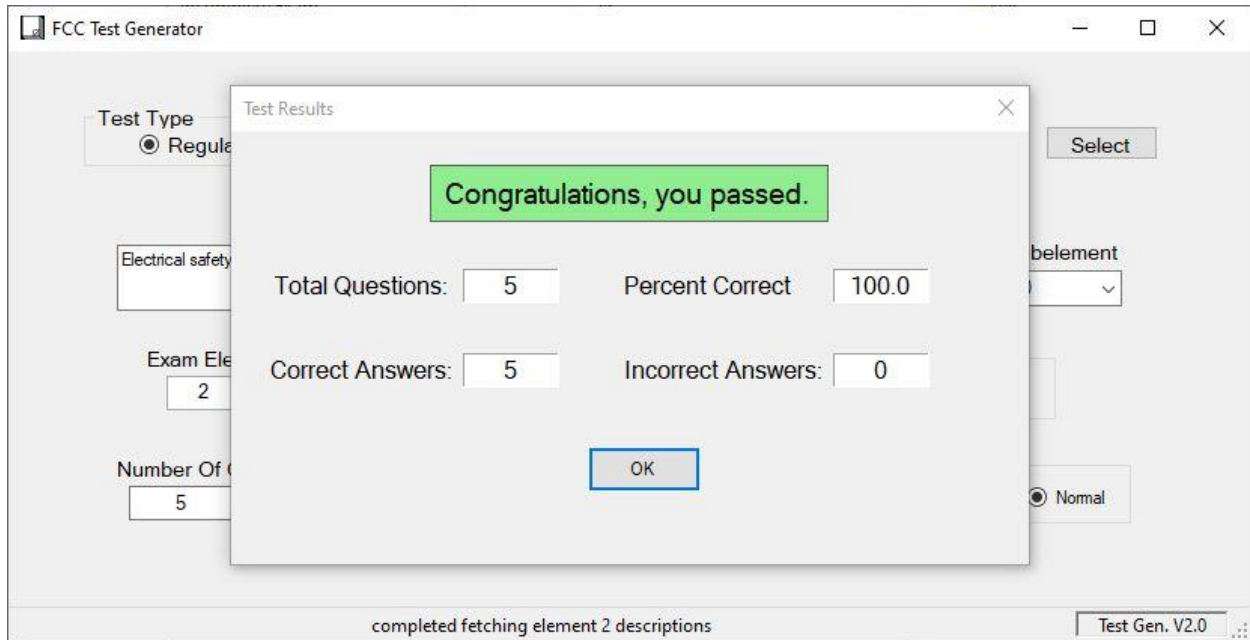 FCC Test Generator
Test Results
Test Type
Regula
Select
Congratulations, you passed.
Electrical safety
belement
Total Questions: 5 Percent Correct 100.0
Exam Ele
2
Correct Answers: 5 Incorrect Answers: 0
OK
Number Of
5
Normal
completed fetching element 2 descriptions
Test Gen. V2.0